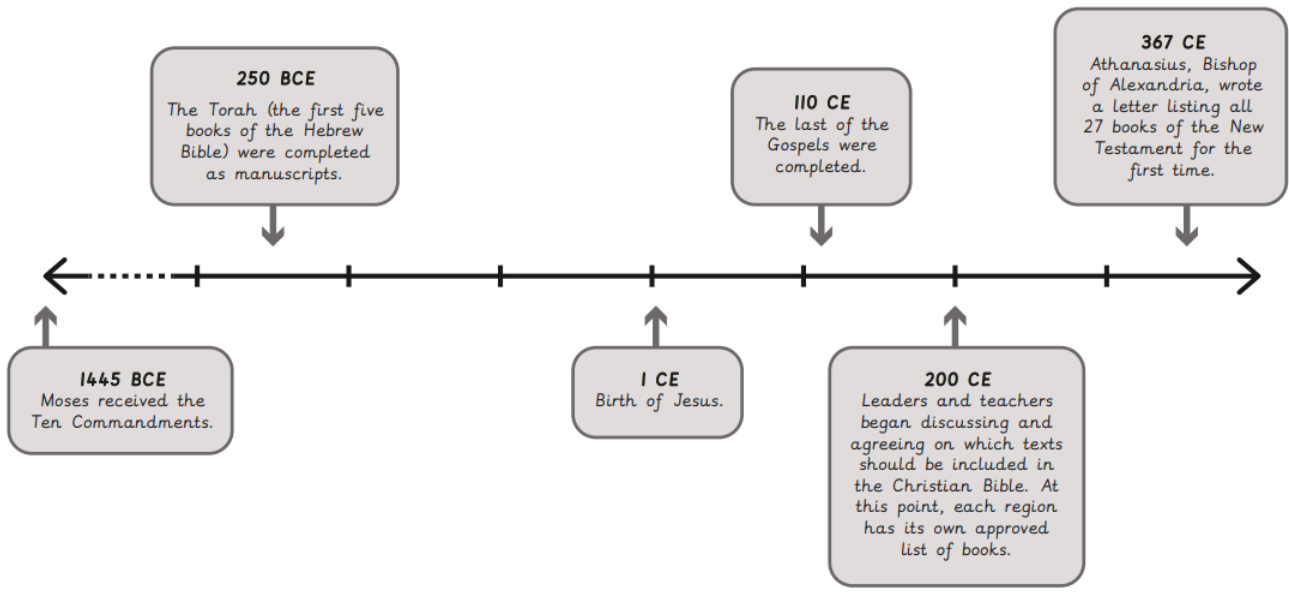 250 BCE
The Torah (the first five
books of the Hebrew
Bible) were completed
as manuscripts.
110 CE
The last of the
Gospels were
completed.
367 CE
Athanasius, Bishop
of Alexandria, wrote
a letter listing all
27 books of the New
Testament for the
first time.
1445 BCE
Moses received the
Ten Commandments.
1 CE
Birth of Jesus.
200 CE
Leaders and teachers
began discussing and
agreeing on which texts
should be included in
the Christian Bible. At
this point, each region
has its own approved
list of books.